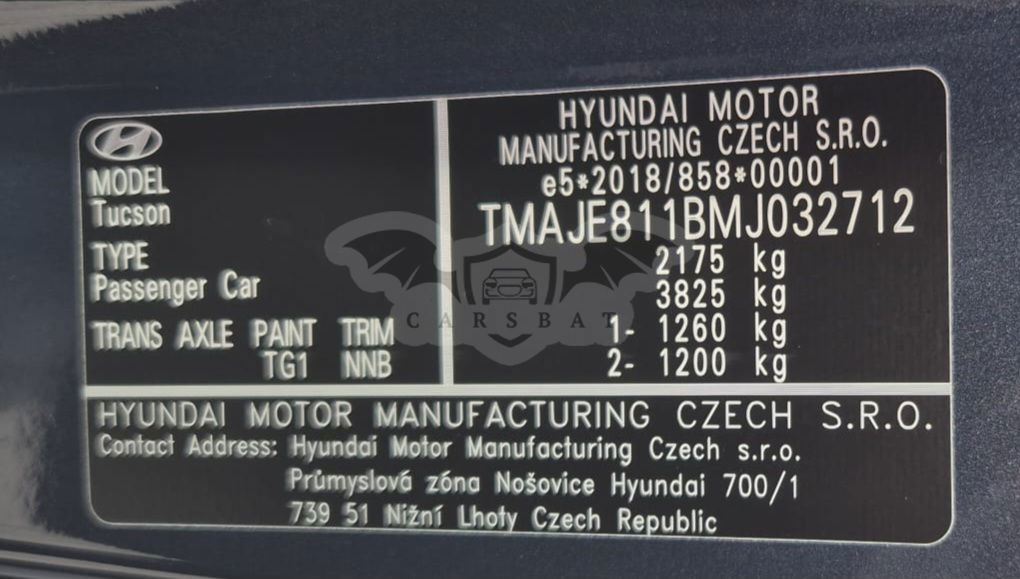 MODEL
Tucson
TYPE
Passenger Car
TRANS AXLE PAINT TRIM
TG1 NNB
HYUNDAI MOTOR
MANUFACTURING CZECH S.R.O.
e5*2018/858*00001
TMAJE811BMJ032712
2175 kg
3825 kg
1- 1260 kg
2- 1200 kg
CARSBAT
HYUNDAI MOTOR MANUFACTURING CZECH S.R.O.
Contact Address: Hyundai Motor Manufacturing Czech s.r.o.
Průmyslová zóna Nošovice Hyundai 700/1
739 51 Nižní Lhoty Czech Republic